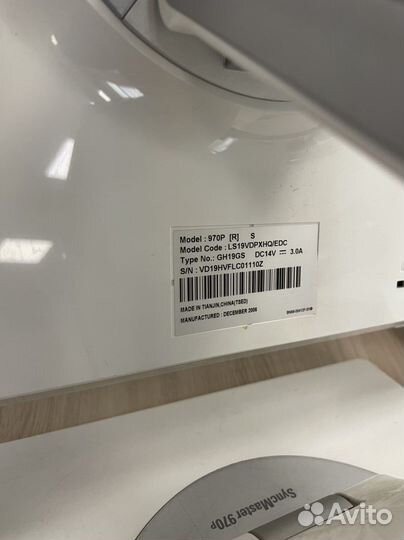 Model : 970P [R] S
Model Code : LS19VDPXHQ/EDC
Type No.: GH19GS DC14V ⎓ 3.0A
S/N : VD19HVFLC01110Z
MADE IN TIANJIN,CHINA(TSED)
MANUFACTURED : DECEMBER 2006
SyncMaster 970p
Avito